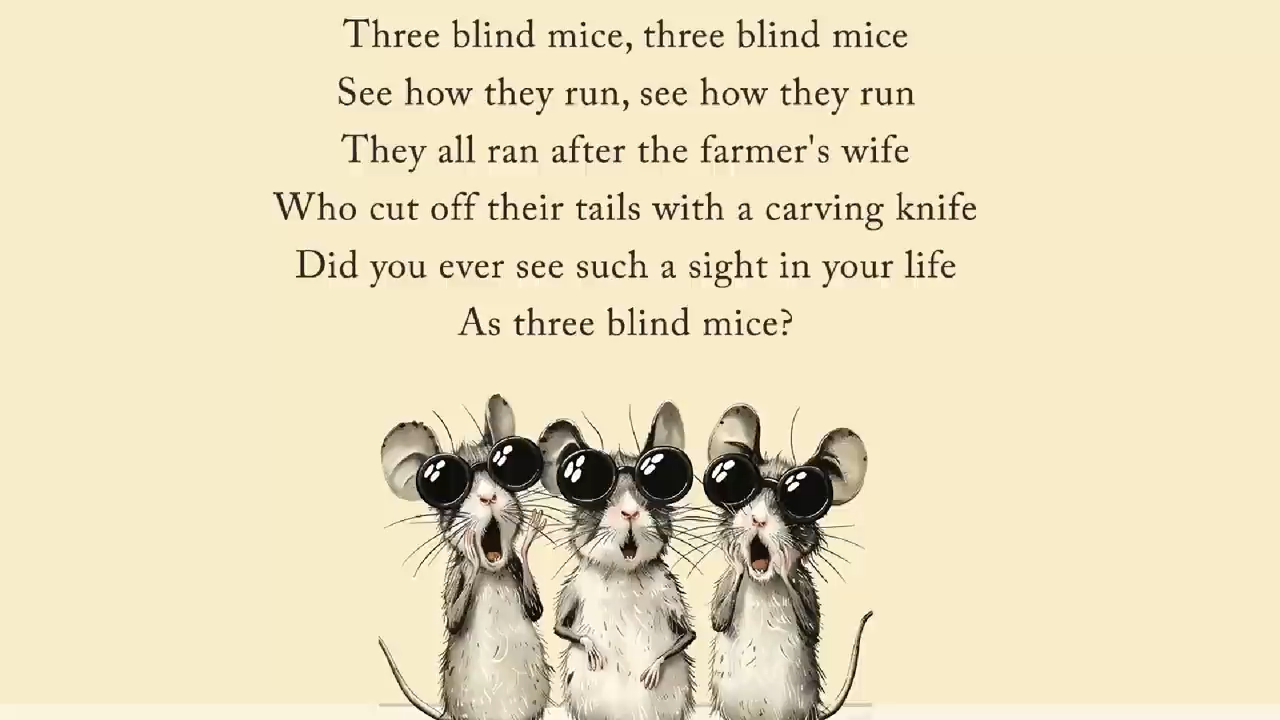 Three blind mice, three blind mice
See how they run, see how they run
They all ran after the farmer's wife
Who cut off their tails with a carving knife
Did you ever see such a sight in your life
As three blind mice?